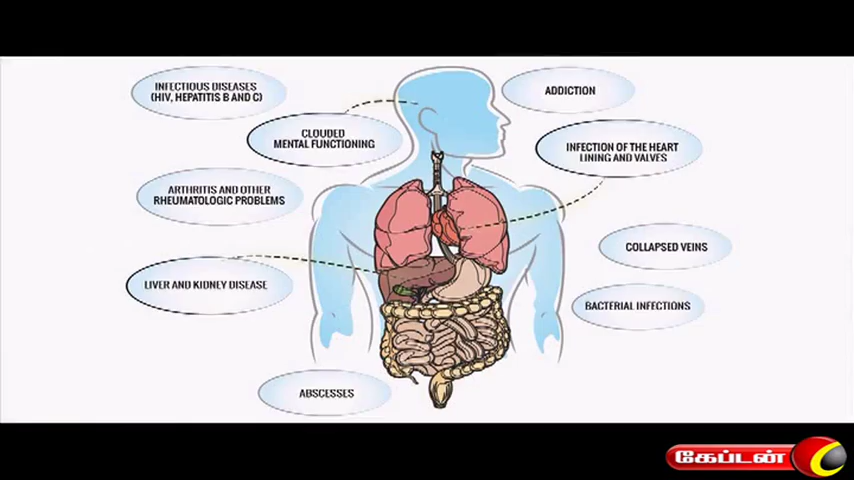 INFECTIOUS DISEASES
(HIV, HEPATITIS B AND C)
ADDICTION
CLOUDED
MENTAL FUNCTIONING
INFECTION OF THE HEART
LINING AND VALVES
ARTHRITIS AND OTHER
RHEUMATOLOGIC PROBLEMS
COLLAPSED VEINS
LIVER AND KIDNEY DISEASE
BACTERIAL INFECTIONS
ABSCESSES
கேப்டன்